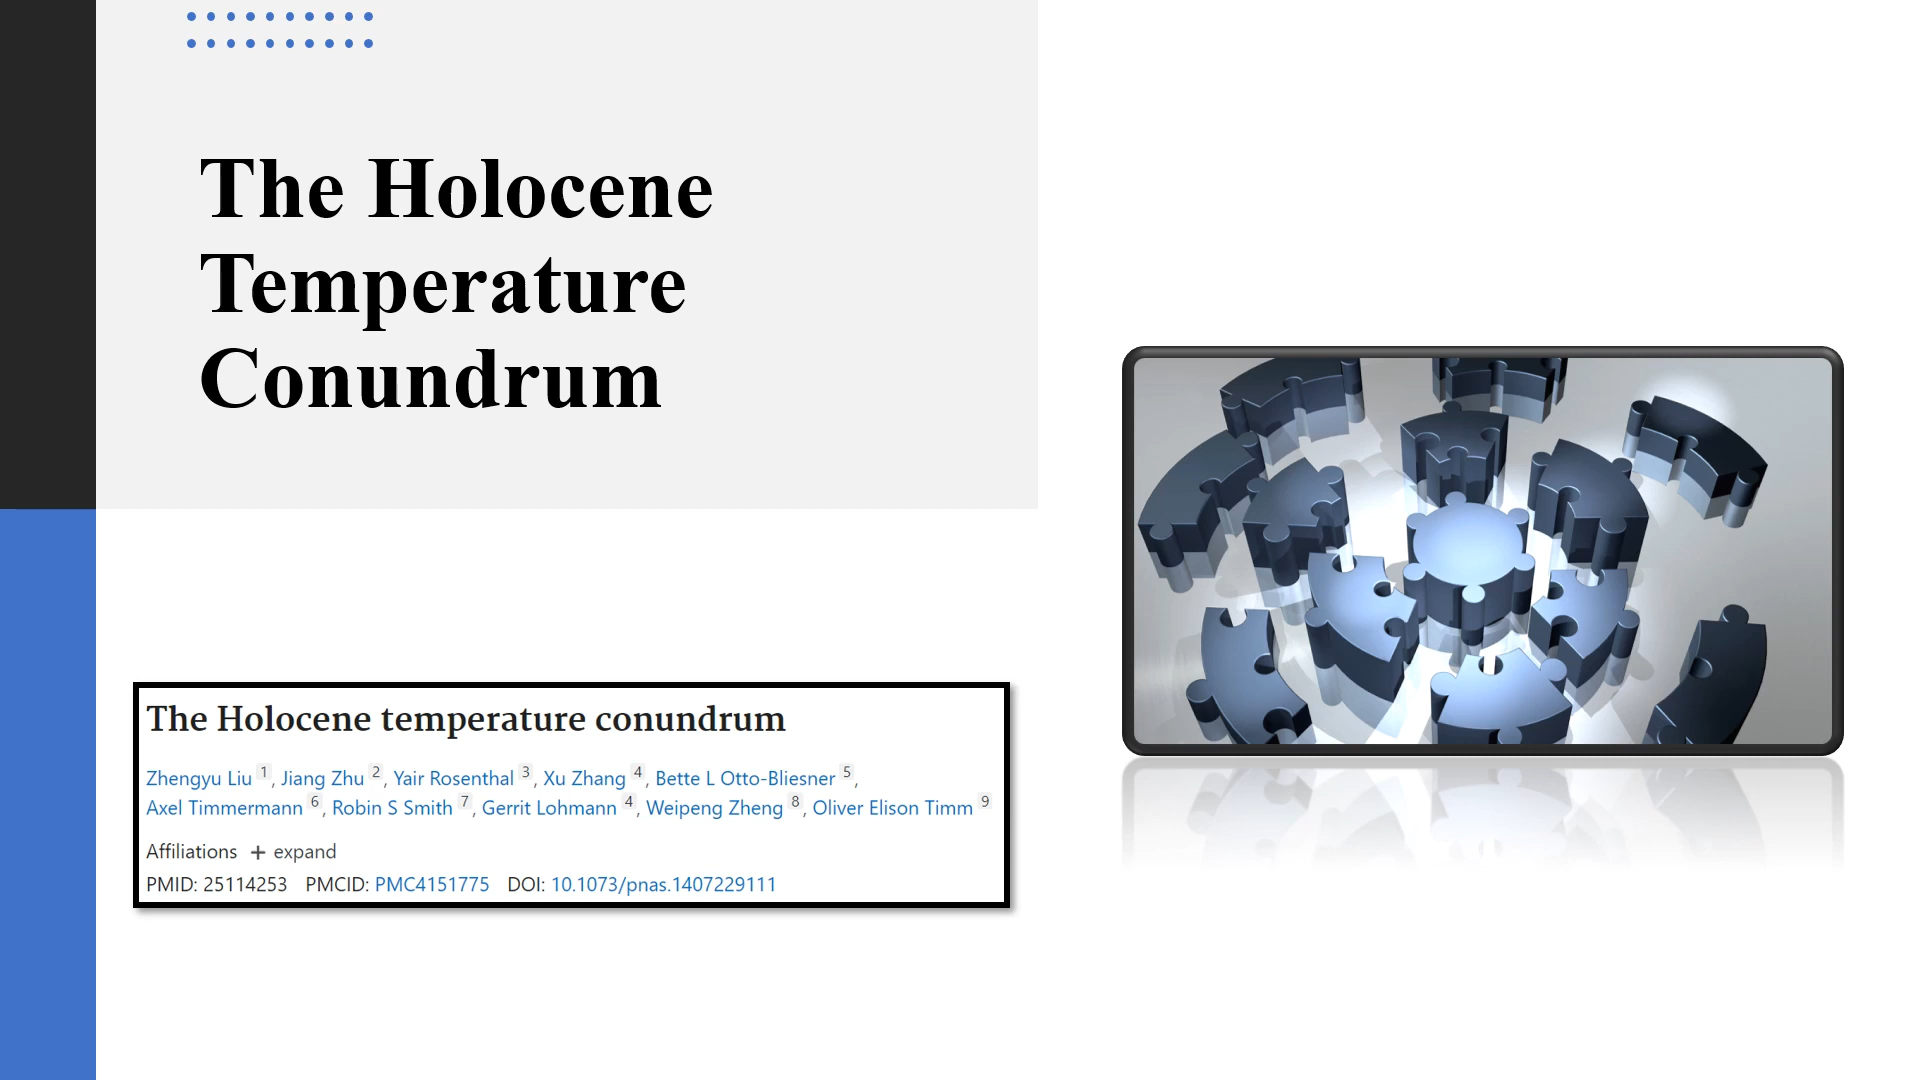 The Holocene
Temperature
Conundrum
The Holocene temperature conundrum
Zhengyu Liu 1, Jiang Zhu 2, Yair Rosenthal 3, Xu Zhang 4, Bette L Otto-Bliesner 5,
Axel Timmermann 6, Robin S Smith 7, Gerrit Lohmann 4, Weipeng Zheng 8, Oliver Elison Timm 9
Affiliations + expand
PMID: 25114253 PMCID: PMC4151775 DOI: 10.1073/pnas.1407229111